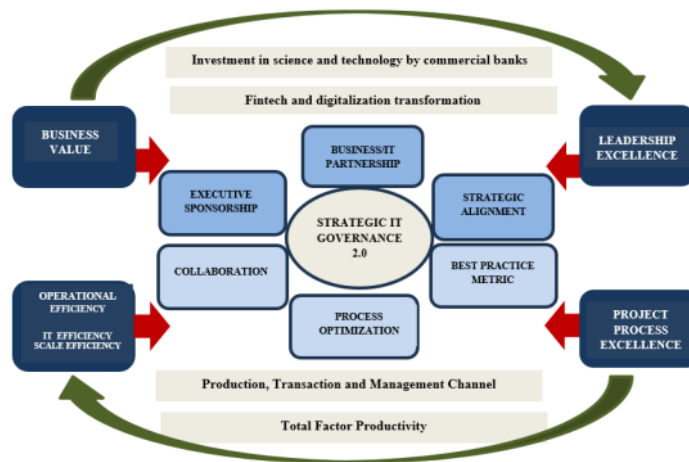 Investment in science and technology by commercial banks
Fintech and digitalization transformation
BUSINESS
VALUE
LEADERSHIP
EXCELLENCE
BUSINESS/IT
PARTNERSHIP
EXECUTIVE
SPONSORSHIP
STRATEGIC
ALIGNMENT
STRATEGIC IT
GOVERNANCE
2.0
COLLABORATION
BEST PRACTICE
METRIC
PROCESS
OPTIMIZATION
OPERATIONAL
EFFICIENCY
IT EFFICIENCY
SCALE EFFICIENCY
PROJECT
PROCESS
EXCELLENCE
Production, Transaction and Management Channel
Total Factor Productivity